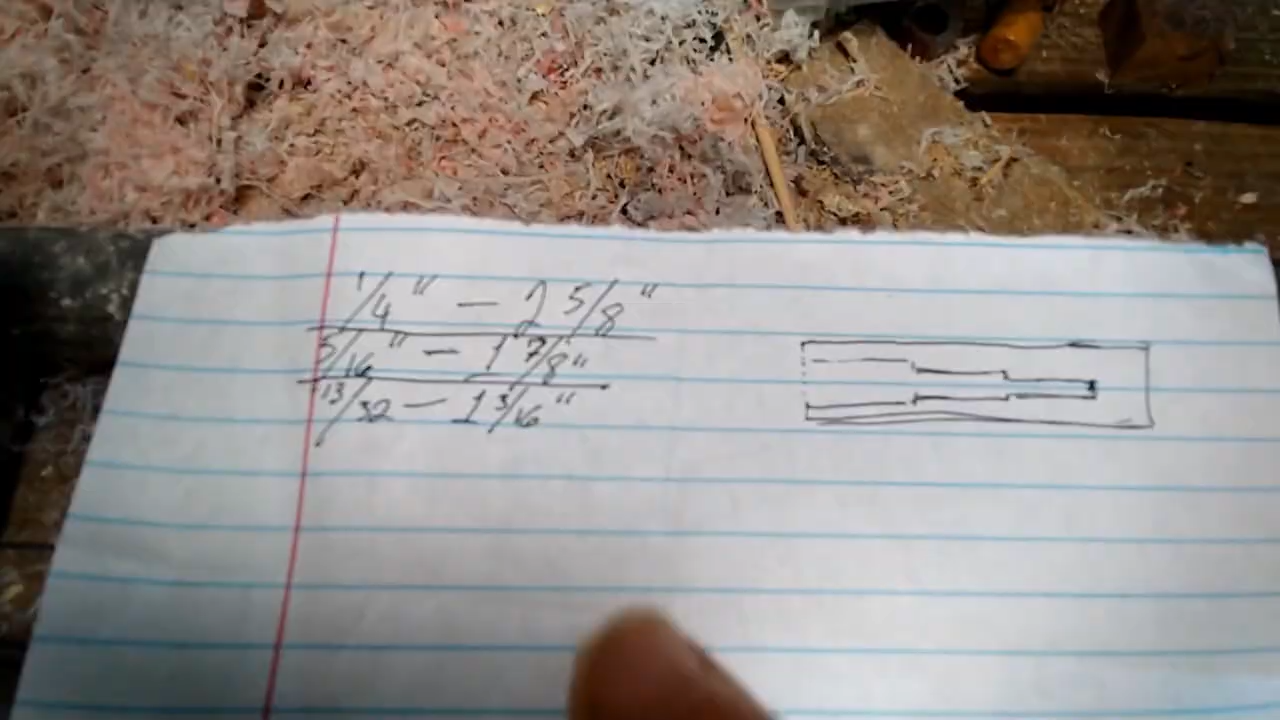 1/4" - 2 5/8"
5/16" - 1 7/8"
13/32 - 1 3/16"